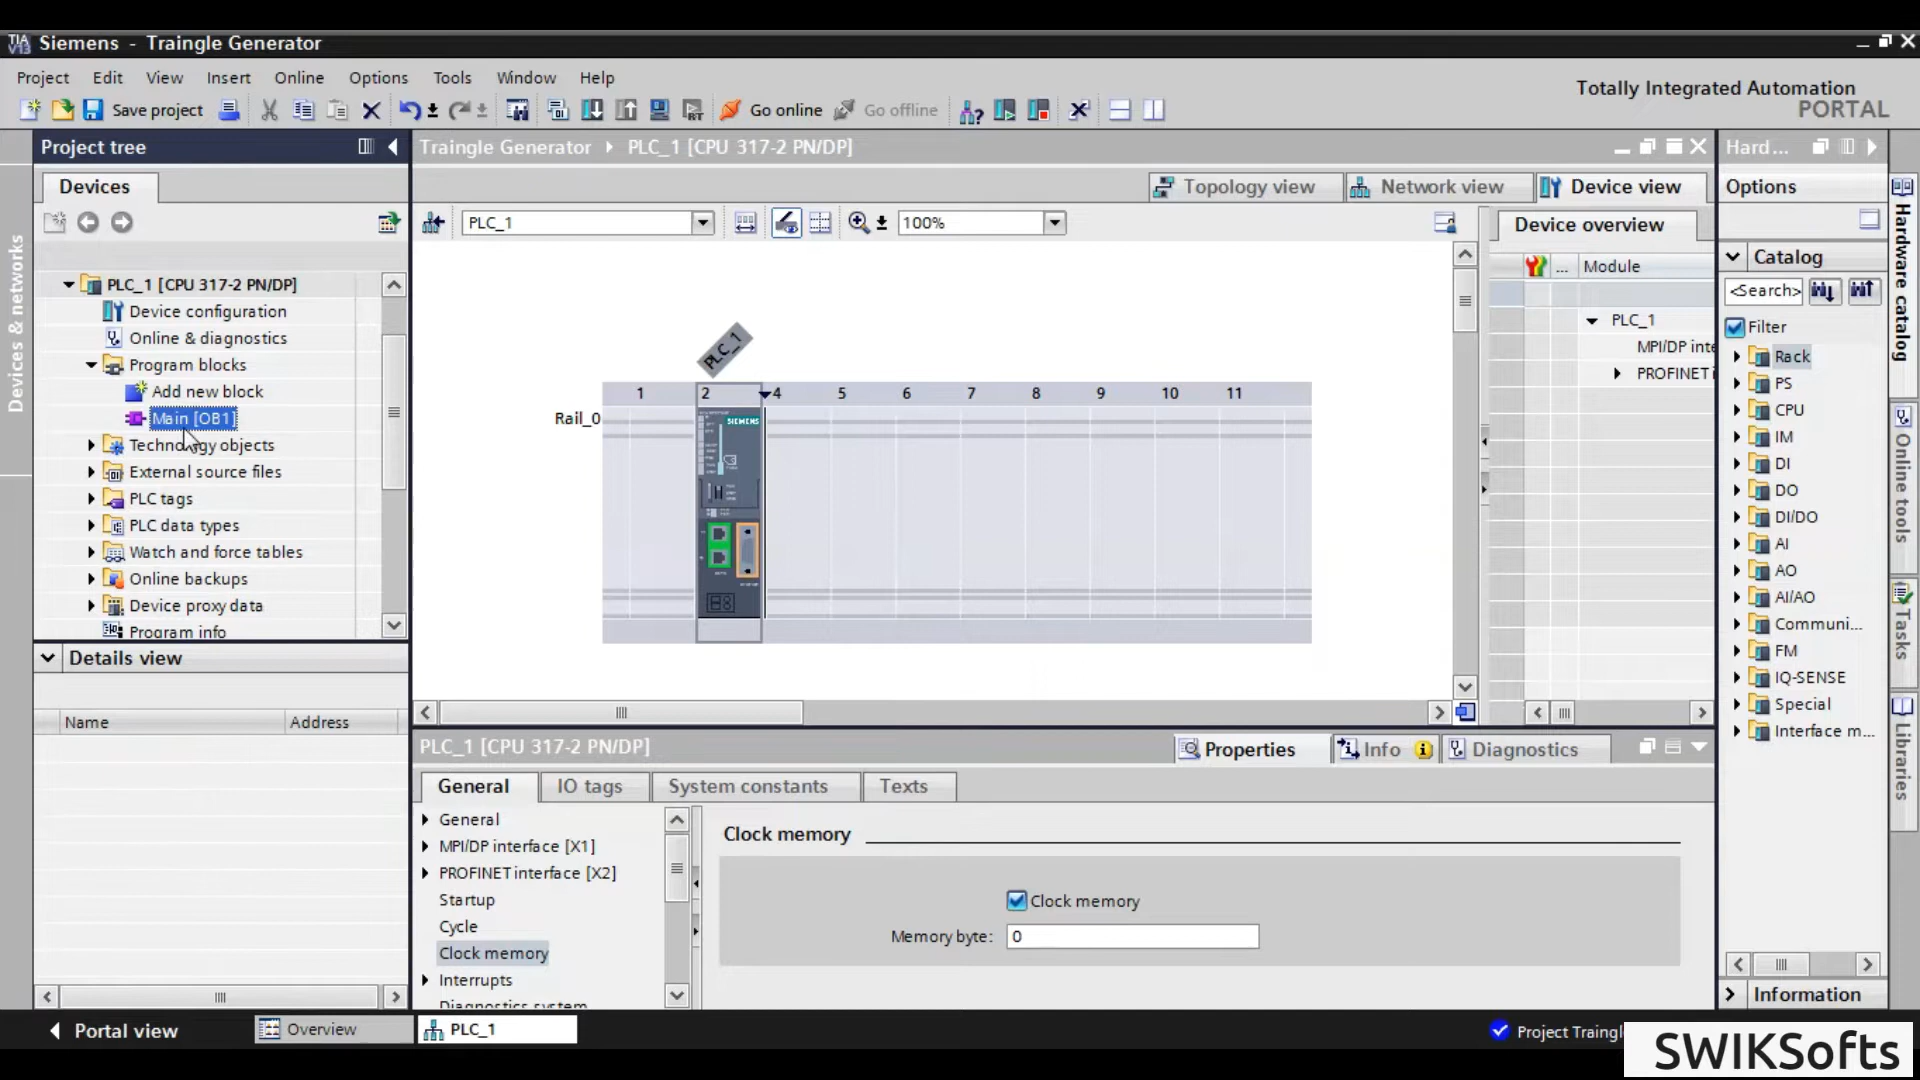 TIA V13 Siemens - Traingle Generator
Project Edit View Insert Online Options Tools Window Help
Totally Integrated Automation
PORTAL
Save project Go online Go offline
Project tree
Traingle Generator PLC_1 [CPU 317-2 PN/DP]
Hard...
Devices
Topology view Network view Device view
Options
PLC_1 100%
Device overview
Catalog
<Search>
Filter
... Module
PLC_1
MPI/DP inte
PROFINET i
PLC_1 [CPU 317-2 PN/DP]
Device configuration
Online & diagnostics
Program blocks
Add new block
Main [OB1]
Technology objects
External source files
PLC tags
PLC data types
Watch and force tables
Online backups
Device proxy data
Program info
PLC_1
1 2 4 5 6 7 8 9 10 11
Rail_0
SIEMENS
Rack
PS
CPU
IM
DI
DO
DI/DO
AI
AO
AI/AO
Communi...
FM
IQ-SENSE
Special
Interface m...
Devices & networks
Hardware catalog
Online tools
Tasks
Libraries
Details view
Name Address
PLC_1 [CPU 317-2 PN/DP]
Properties Info Diagnostics
General IO tags System constants Texts
General
MPI/DP interface [X1]
PROFINET interface [X2]
Startup
Cycle
Clock memory
Interrupts
Diagnostics system
Clock memory
Clock memory
Memory byte: 0
Information
Portal view Overview PLC_1
Project Traingl
SWIKSofts